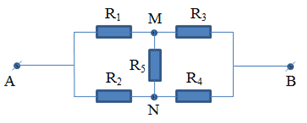 R₁ M R₃
R₅
A R₂ R₄ B
N